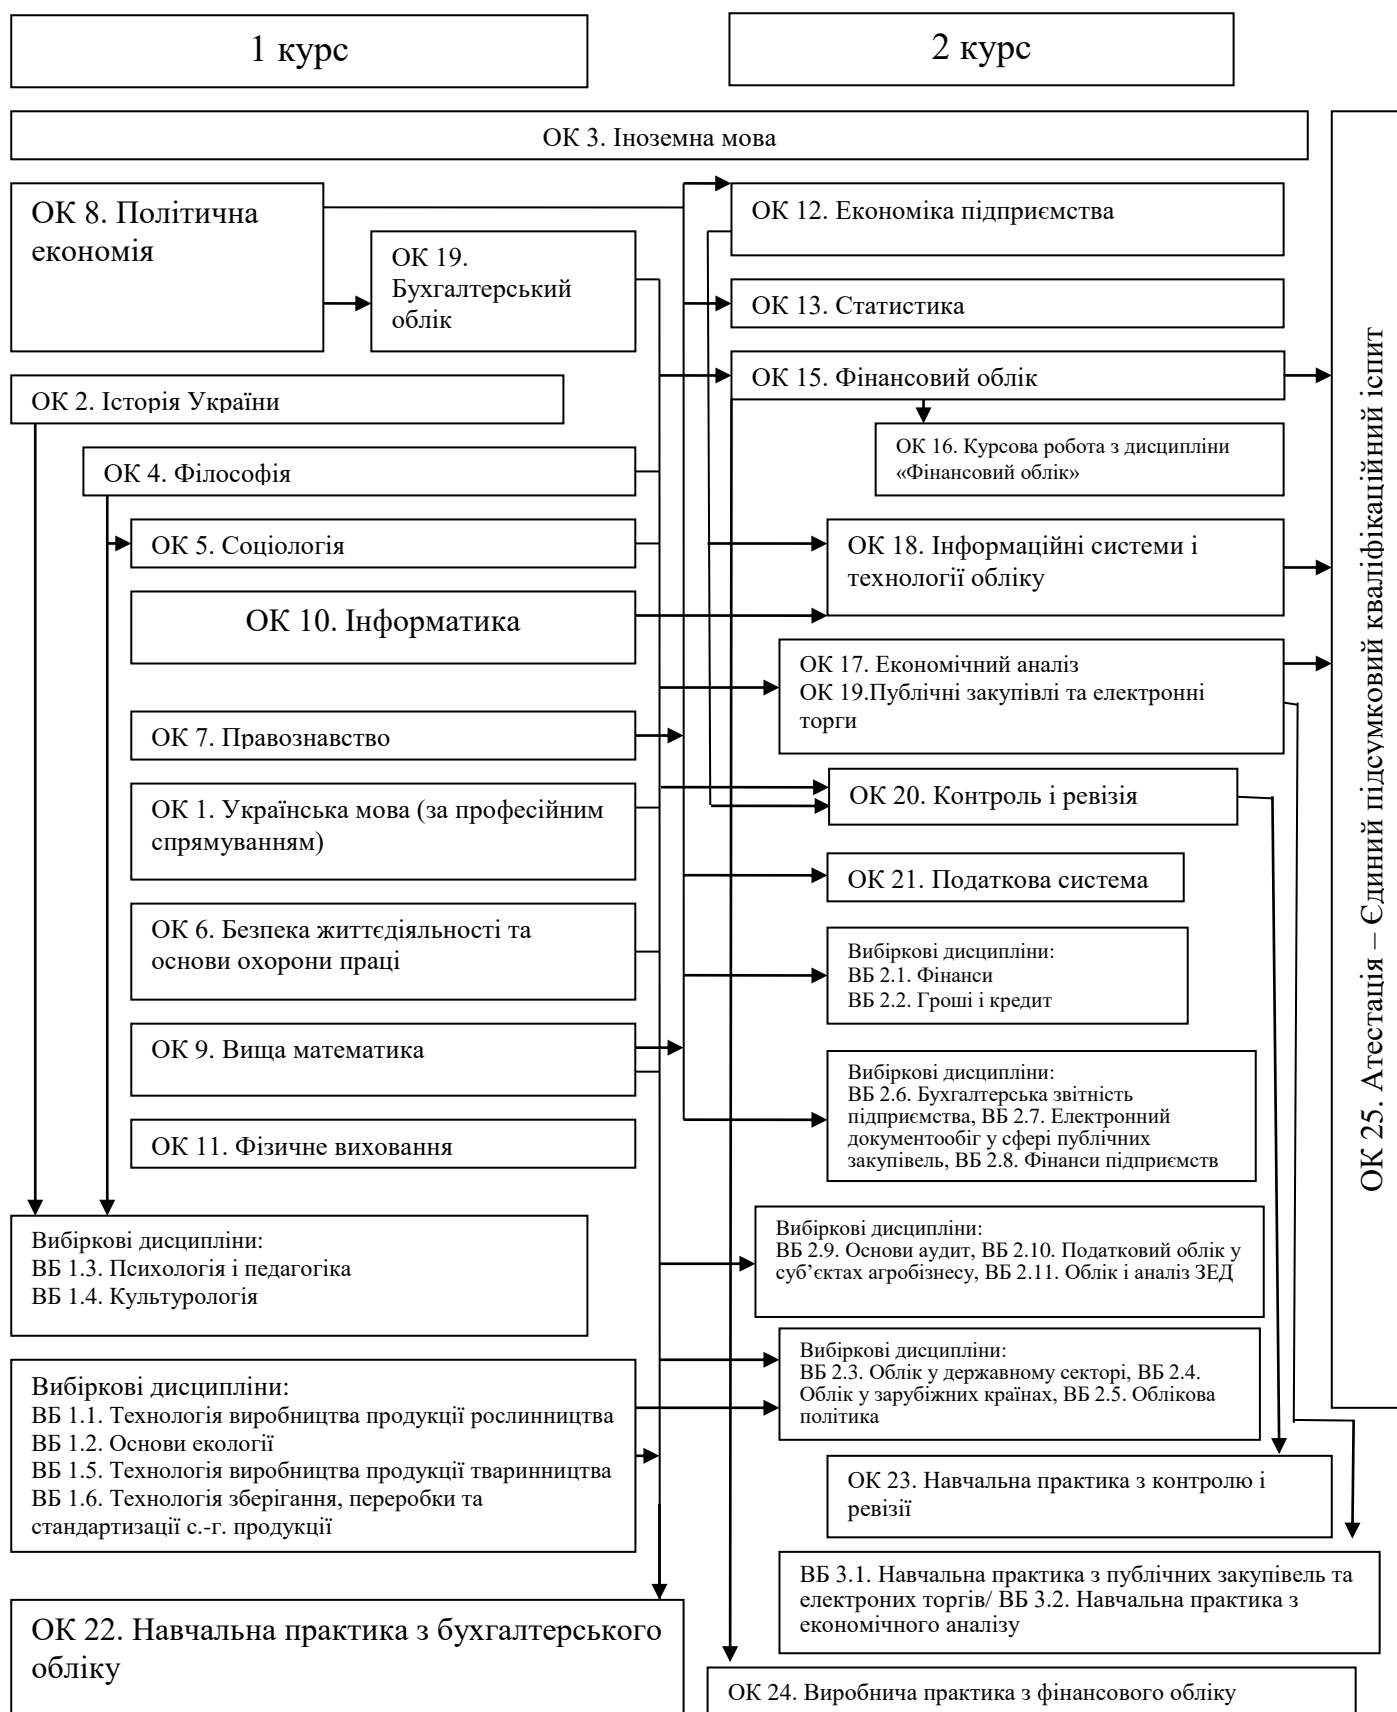 1 курс
2 курс
ОК 3. Іноземна мова
ОК 8. Політична
економія
ОК 19.
Бухгалтерський
облік
ОК 2. Історія України
ОК 4. Філософія
ОК 5. Соціологія
ОК 10. Інформатика
ОК 7. Правознавство
ОК 1. Українська мова (за професійним
спрямуванням)
ОК 6. Безпека життєдіяльності та
основи охорони праці
ОК 9. Вища математика
ОК 11. Фізичне виховання
Вибіркові дисципліни:
ВБ 1.3. Психологія і педагогіка
ВБ 1.4. Культурологія
Вибіркові дисципліни:
ВБ 1.1. Технологія виробництва продукції рослинництва
ВБ 1.2. Основи екології
ВБ 1.5. Технологія виробництва продукції тваринництва
ВБ 1.6. Технологія зберігання, переробки та
стандартизації с.-г. продукції
ОК 22. Навчальна практика з бухгалтерського
обліку
ОК 12. Економіка підприємства
ОК 13. Статистика
ОК 15. Фінансовий облік
ОК 16. Курсова робота з дисципліни
«Фінансовий облік»
ОК 18. Інформаційні системи і
технології обліку
ОК 17. Економічний аналіз
ОК 19.Публічні закупівлі та електронні
торги
ОК 20. Контроль і ревізія
ОК 21. Податкова система
Вибіркові дисципліни:
ВБ 2.1. Фінанси
ВБ 2.2. Гроші і кредит
Вибіркові дисципліни:
ВБ 2.6. Бухгалтерська звітність
підприємства, ВБ 2.7. Електронний
документообіг у сфері публічних
закупівель, ВБ 2.8. Фінанси підприємств
Вибіркові дисципліни:
ВБ 2.9. Основи аудит, ВБ 2.10. Податковий облік у
суб’єктах агробізнесу, ВБ 2.11. Облік і аналіз ЗЕД
Вибіркові дисципліни:
ВБ 2.3. Облік у державному секторі, ВБ 2.4.
Облік у зарубіжних країнах, ВБ 2.5. Облікова
політика
ОК 23. Навчальна практика з контролю і
ревізії
ВБ 3.1. Навчальна практика з публічних закупівель та
електроних торгів/ ВБ 3.2. Навчальна практика з
економічного аналізу
ОК 24. Виробнича практика з фінансового обліку
ОК 25. Атестація – Єдиний підсумковий кваліфікаційний іспит